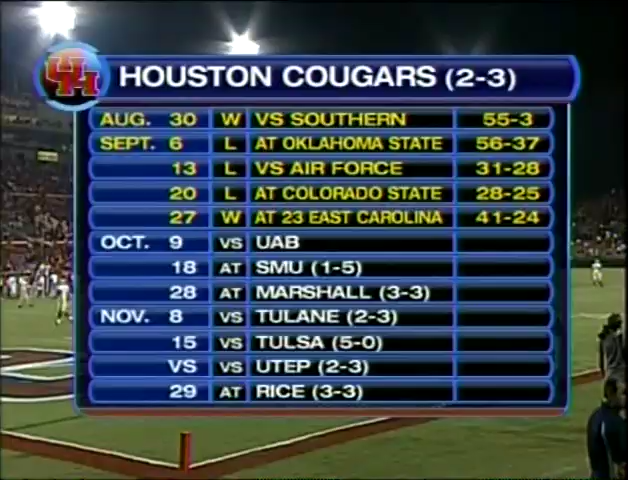 UH HOUSTON COUGARS (2-3)
AUG. 30 W VS SOUTHERN 55-3
SEPT. 6 L AT OKLAHOMA STATE 56-37
13 L VS AIR FORCE 31-28
20 L AT COLORADO STATE 28-25
27 W AT 23 EAST CAROLINA 41-24
OCT. 9 VS UAB
18 AT SMU (1-5)
28 AT MARSHALL (3-3)
NOV. 8 VS TULANE (2-3)
15 VS TULSA (5-0)
VS VS UTEP (2-3)
29 AT RICE (3-3)